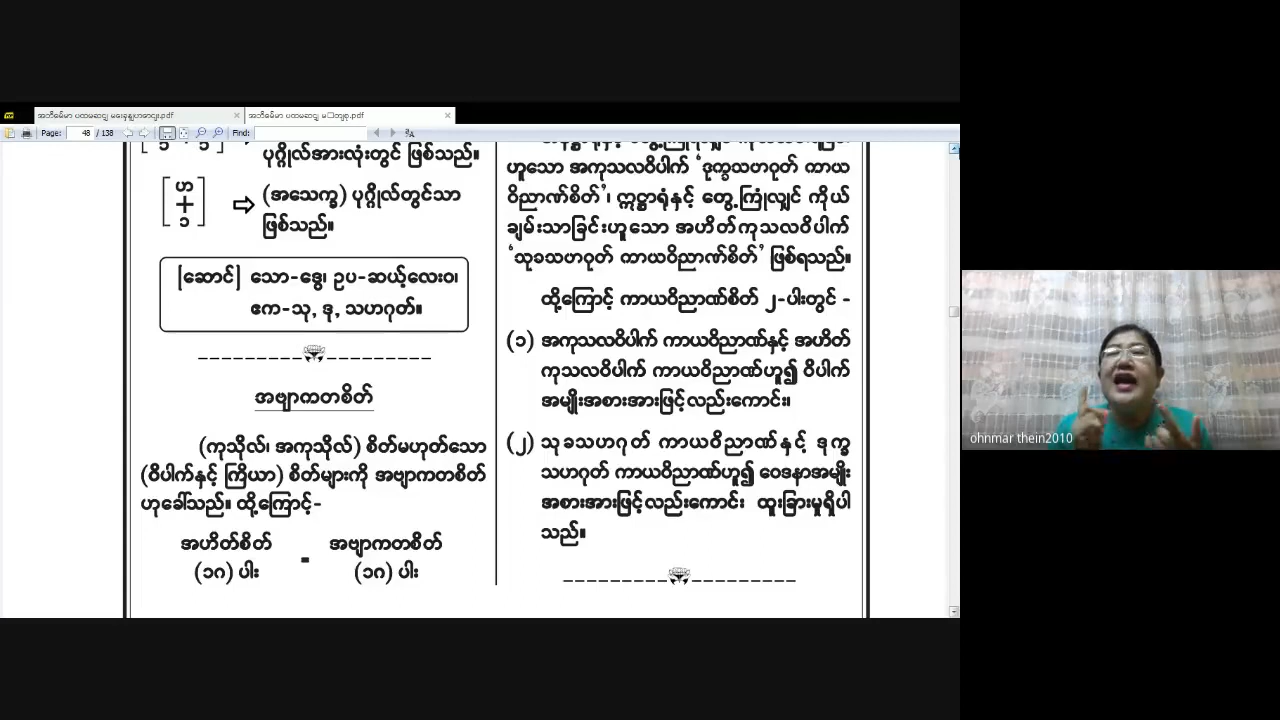 Page: 48 / 138
Find:
ပုဂ္ဂိုလ်အားလုံးတွင် ဖြစ်သည်။
ဟ
+
၁
(အသေက္ခ) ပုဂ္ဂိုလ်တွင်သာ
ဖြစ်သည်။
[ဆောင်] သော-ဒွေ၊ ဥပ-ဆယ့်လေးဝ၊
ဧက-သု, ဒု, သဟဂုတ်။
အဗျာကတစိတ်
(ကုသိုလ်၊ အကုသိုလ်) စိတ်မဟုတ်သော
(ဝိပါက်နှင့် ကြိယာ) စိတ်များကို အဗျာကတစိတ်
ဟုခေါ်သည်။ ထို့ကြောင့်-
အဟိတ်စိတ် - အဗျာကတစိတ်
(၁၈) ပါး (၁၈) ပါး
ဟူသော အကုသလဝိပါက် ‘ဒုက္ခသဟဂုတ် ကာယ
ဝိညာဏ်စိတ်’၊ ဣဋ္ဌာရုံနှင့် တွေ့ကြုံလျှင် ကိုယ်
ချမ်းသာခြင်းဟူသော အဟိတ်ကုသလဝိပါက်
‘သုခသဟဂုတ် ကာယဝိညာဏ်စိတ်’ ဖြစ်ရသည်။
ထို့ကြောင့် ကာယဝိညာဏ်စိတ် ၂-ပါးတွင် -
(၁) အကုသလဝိပါက် ကာယဝိညာဏ်နှင့် အဟိတ်
ကုသလဝိပါက် ကာယဝိညာဏ်ဟူ၍ ဝိပါက်
အမျိုးအစားအားဖြင့်လည်းကောင်း၊
(၂) သုခသဟဂုတ် ကာယဝိညာဏ်နှင့် ဒုက္ခ
သဟဂုတ် ကာယဝိညာဏ်ဟူ၍ ဝေဒနာအမျိုး
အစားအားဖြင့်လည်းကောင်း ထူးခြားမှုရှိပါ
သည်။
ohnmar thein2010